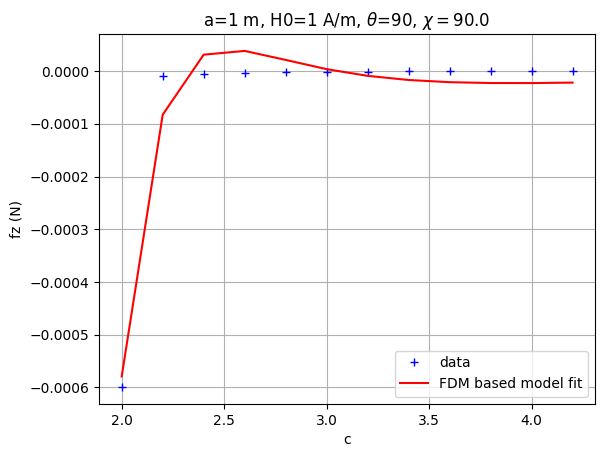 a=1 m, H0=1 A/m, θ=90, χ = 90.0
0.0000
−0.0001
−0.0002
−0.0003
−0.0004
−0.0005
−0.0006
fz (N)
2.0 2.5 3.0 3.5 4.0
c
data
FDM based model fit